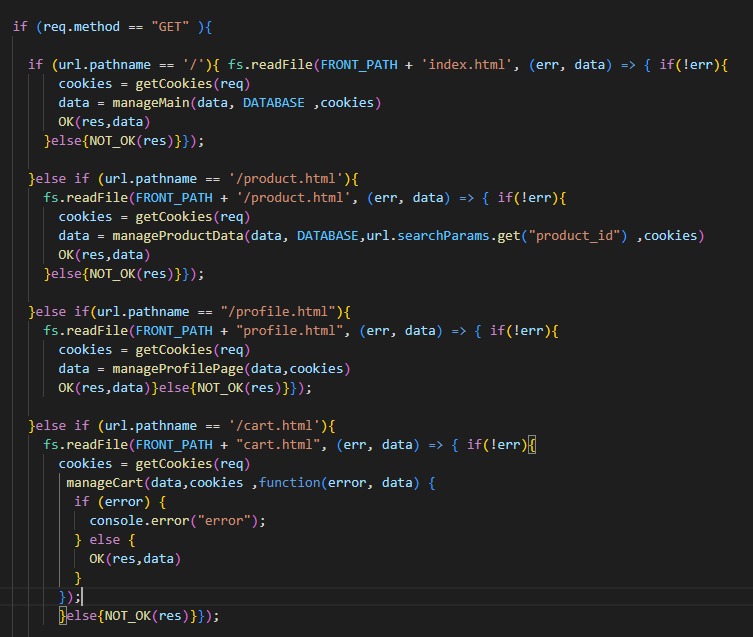 if (req.method == "GET" ){
if (url.pathname == '/'){ fs.readFile(FRONT_PATH + 'index.html', (err, data) => { if(!err){
cookies = getCookies(req)
data = manageMain(data, DATABASE ,cookies)
OK(res,data)
}else{NOT_OK(res)}});
}else if (url.pathname == '/product.html'){
fs.readFile(FRONT_PATH + '/product.html', (err, data) => { if(!err){
cookies = getCookies(req)
data = manageProductData(data, DATABASE,url.searchParams.get("product_id") ,cookies)
OK(res,data)
}else{NOT_OK(res)}});
}else if(url.pathname == "/profile.html"){
fs.readFile(FRONT_PATH + "profile.html", (err, data) => { if(!err){
cookies = getCookies(req)
data = manageProfilePage(data,cookies)
OK(res,data)}else{NOT_OK(res)}});
}else if (url.pathname == '/cart.html'){
fs.readFile(FRONT_PATH + "cart.html", (err, data) => { if(!err){
cookies = getCookies(req)
manageCart(data,cookies ,function(error, data) {
if (error) {
console.error("error");
} else {
OK(res,data)
}
});
}else{NOT_OK(res)}});